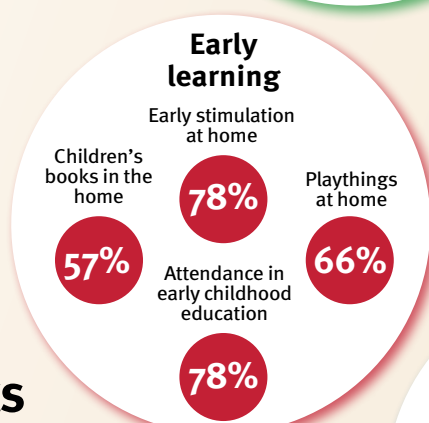 Early
learning
Early stimulation
at home
78%
Children's
books in the
home
57%
Playthings
at home
66%
Attendance in
early childhood
education
78%